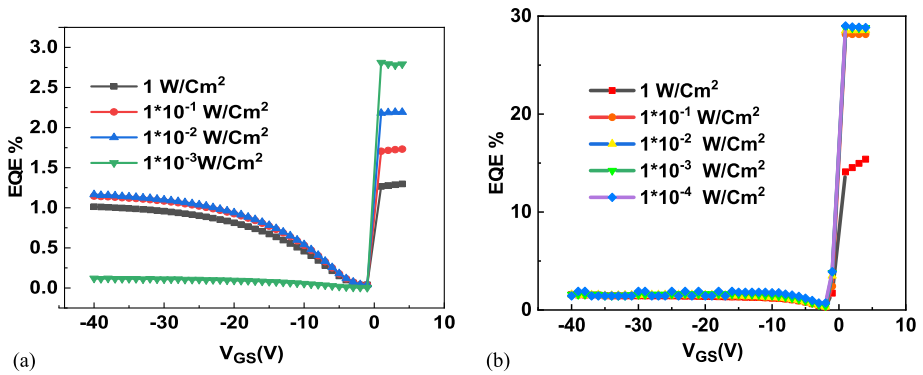 3.0
2.5
2.0
1.5
1.0
0.5
0.0
EQE %
1 W/Cm²
1*10⁻¹ W/Cm²
1*10⁻² W/Cm²
1*10⁻³W/Cm²
-40 -30 -20 -10 0 10
V_GS(V)
(a)
30
20
10
0
EQE %
1 W/Cm²
1*10⁻¹ W/Cm²
1*10⁻² W/Cm²
1*10⁻³ W/Cm²
1*10⁻⁴ W/Cm²
-40 -30 -20 -10 0 10
V_GS(V)
(b)